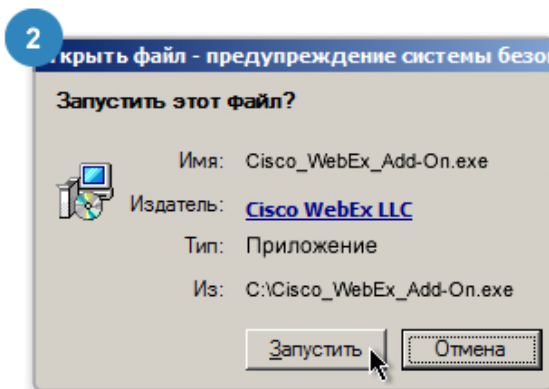 2
крыть файл - предупреждение системы безо
Запустить этот файл?
Имя: Cisco_WebEx_Add-On.exe
Издатель: Cisco WebEx LLC
Тип: Приложение
Из: C:\Cisco_WebEx_Add-On.exe
Запустить Отмена